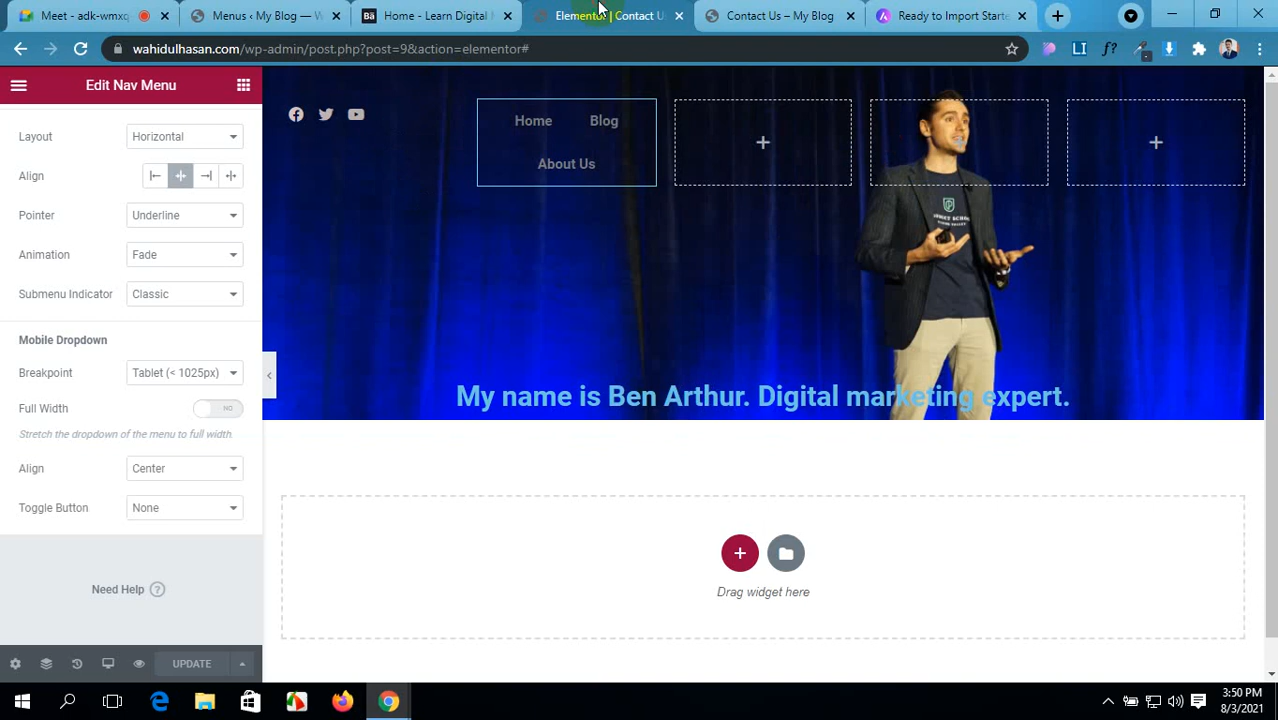 Meet - adk-wmxq
Menus ‹ My Blog — W
Home - Learn Digital M
Elementor | Contact U
Contact Us – My Blog
Ready to Import Starte
wahidulhasan.com/wp-admin/post.php?post=9&action=elementor#
Edit Nav Menu
Layout
Horizontal
Align
Pointer
Underline
Animation
Fade
Submenu Indicator
Classic
Mobile Dropdown
Breakpoint
Tablet (< 1025px)
Full Width
NO
Stretch the dropdown of the menu to full width.
Align
Center
Toggle Button
None
Need Help
UPDATE
Home
Blog
About Us
My name is Ben Arthur. Digital marketing expert.
Drag widget here
3:50 PM
8/3/2021